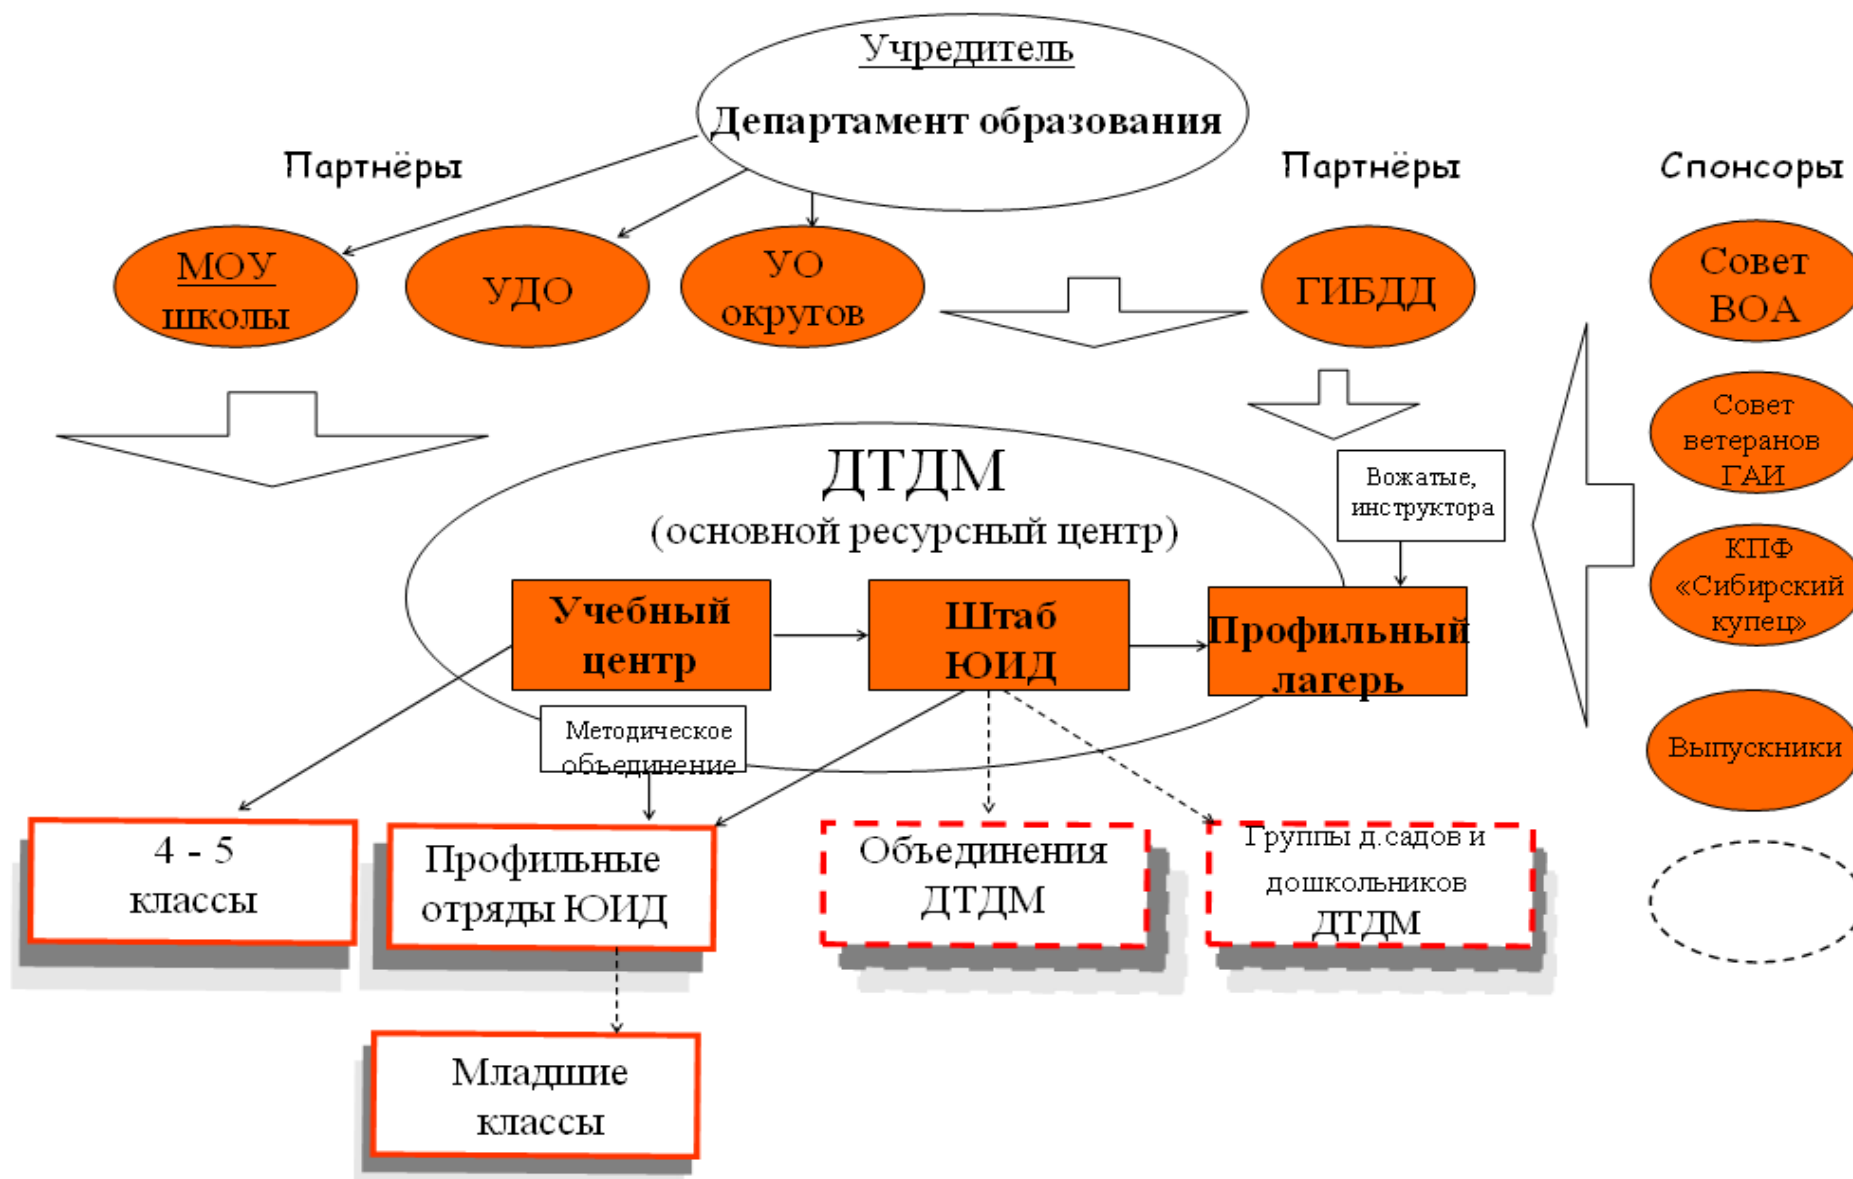 Учредитель
Департамент образования
Партнёры
Партнёры
Спонсоры
МОУ
школы
УДО
УО
округов
ГИБДД
Совет
ВОА
Совет
ветеранов
ГАИ
КПФ
«Сибирский
купец»
Выпускники
ДТДМ
(основной ресурсный центр)
Вожатые,
инструктора
Учебный
центр
Штаб
ЮИД
Профильный
лагерь
Методическое
объединение
4 - 5
классы
Профильные
отряды ЮИД
Объединения
ДТДМ
Группы д.садов и
дошкольников
ДТДМ
Младшие
классы